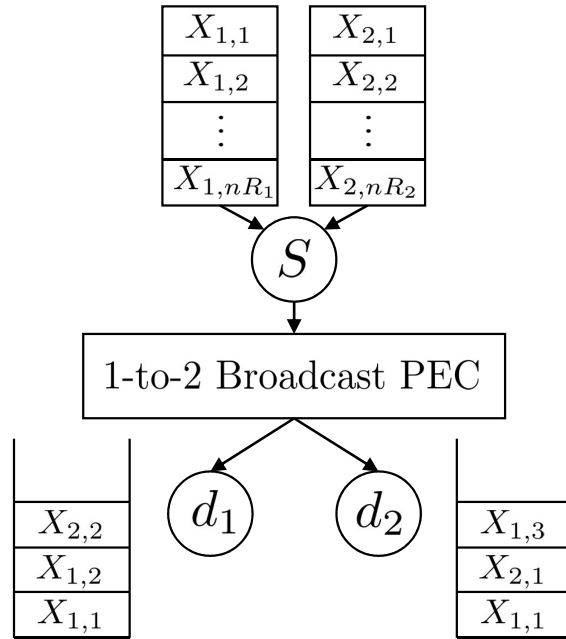 X_{1,1} X_{2,1}
X_{1,2} X_{2,2}
⋮ ⋮
X_{1,nR_1} X_{2,nR_2}
S
1-to-2 Broadcast PEC
d_1 d_2
X_{2,2} X_{1,3}
X_{1,2} X_{2,1}
X_{1,1} X_{1,1}